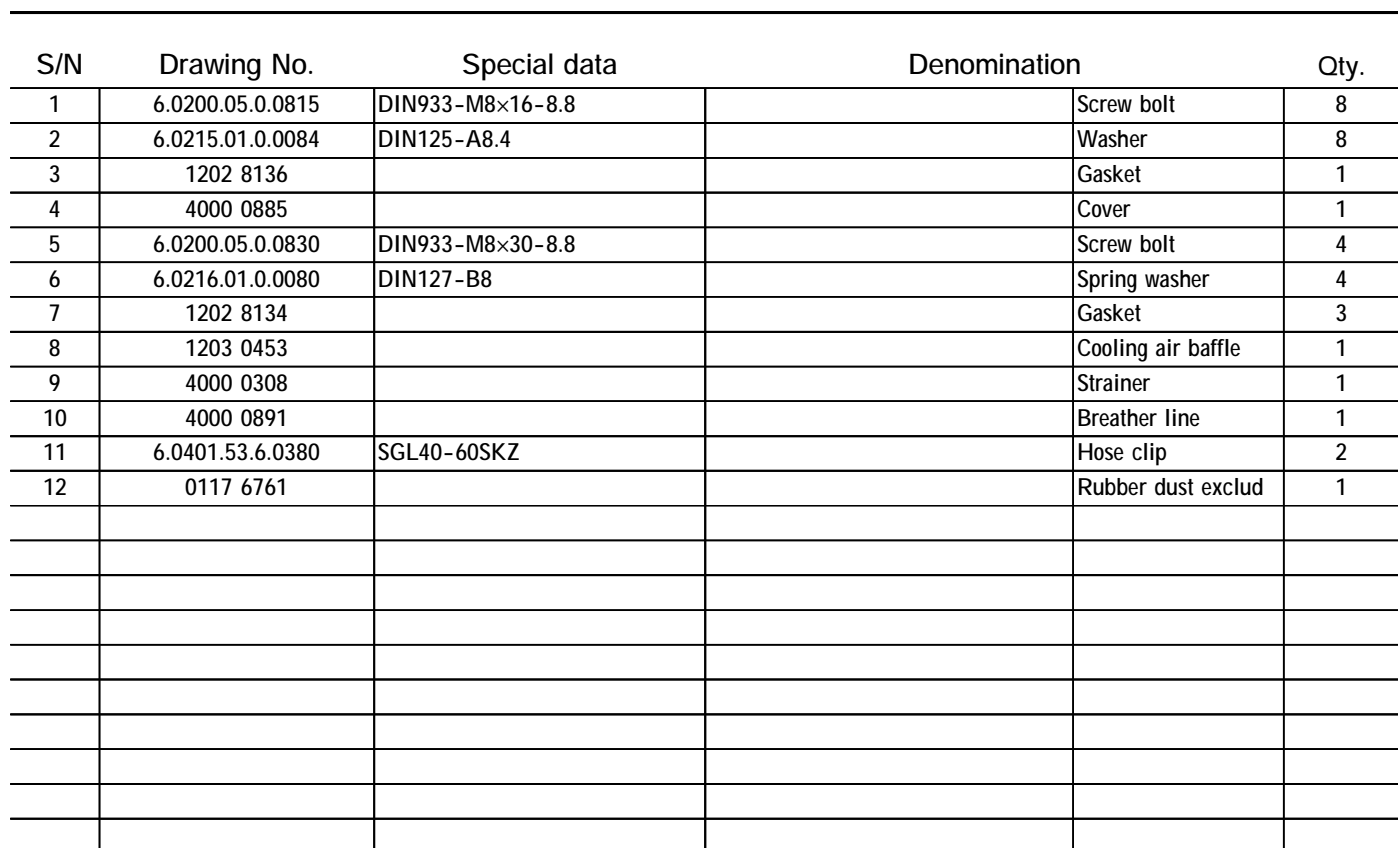 S/N Drawing No. Special data Denomination Qty.
1 6.0200.05.0.0815 DIN933-M8×16-8.8 Screw bolt 8
2 6.0215.01.0.0084 DIN125-A8.4 Washer 8
3 1202 8136 Gasket 1
4 4000 0885 Cover 1
5 6.0200.05.0.0830 DIN933-M8×30-8.8 Screw bolt 4
6 6.0216.01.0.0080 DIN127-B8 Spring washer 4
7 1202 8134 Gasket 3
8 1203 0453 Cooling air baffle 1
9 4000 0308 Strainer 1
10 4000 0891 Breather line 1
11 6.0401.53.6.0380 SGL40-60SKZ Hose clip 2
12 0117 6761 Rubber dust exclud 1